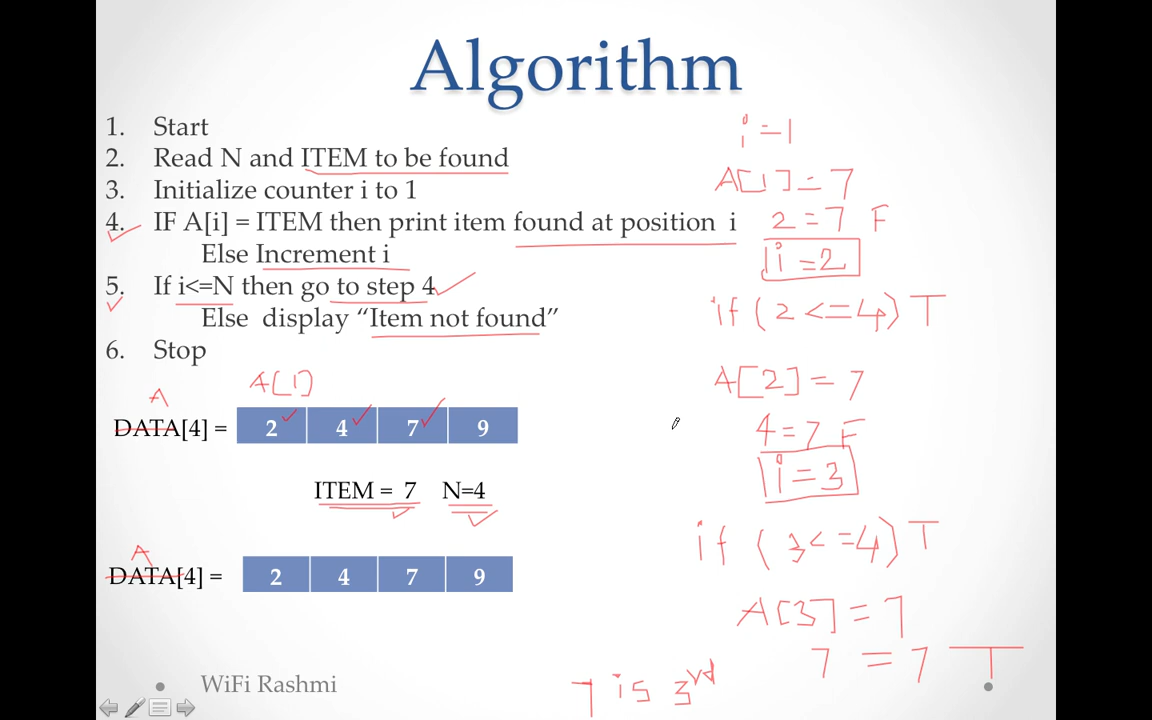 Algorithm
1. Start
2. Read N and ITEM to be found
3. Initialize counter i to 1
4. IF A[i] = ITEM then print item found at position i
Else Increment i
5. If i<=N then go to step 4
Else display “Item not found”
6. Stop
A
A[1]
DATA[4] = 2 4 7 9
ITEM = 7 N=4
A
DATA[4] = 2 4 7 9
WiFi Rashmi
i=1
A[1]=7
2=7 F
i=2
if (2<=4) T
A[2]=7
4=7 F
i=3
if (3<=4) T
A[3]=7
7=7 T
7 is 3rd